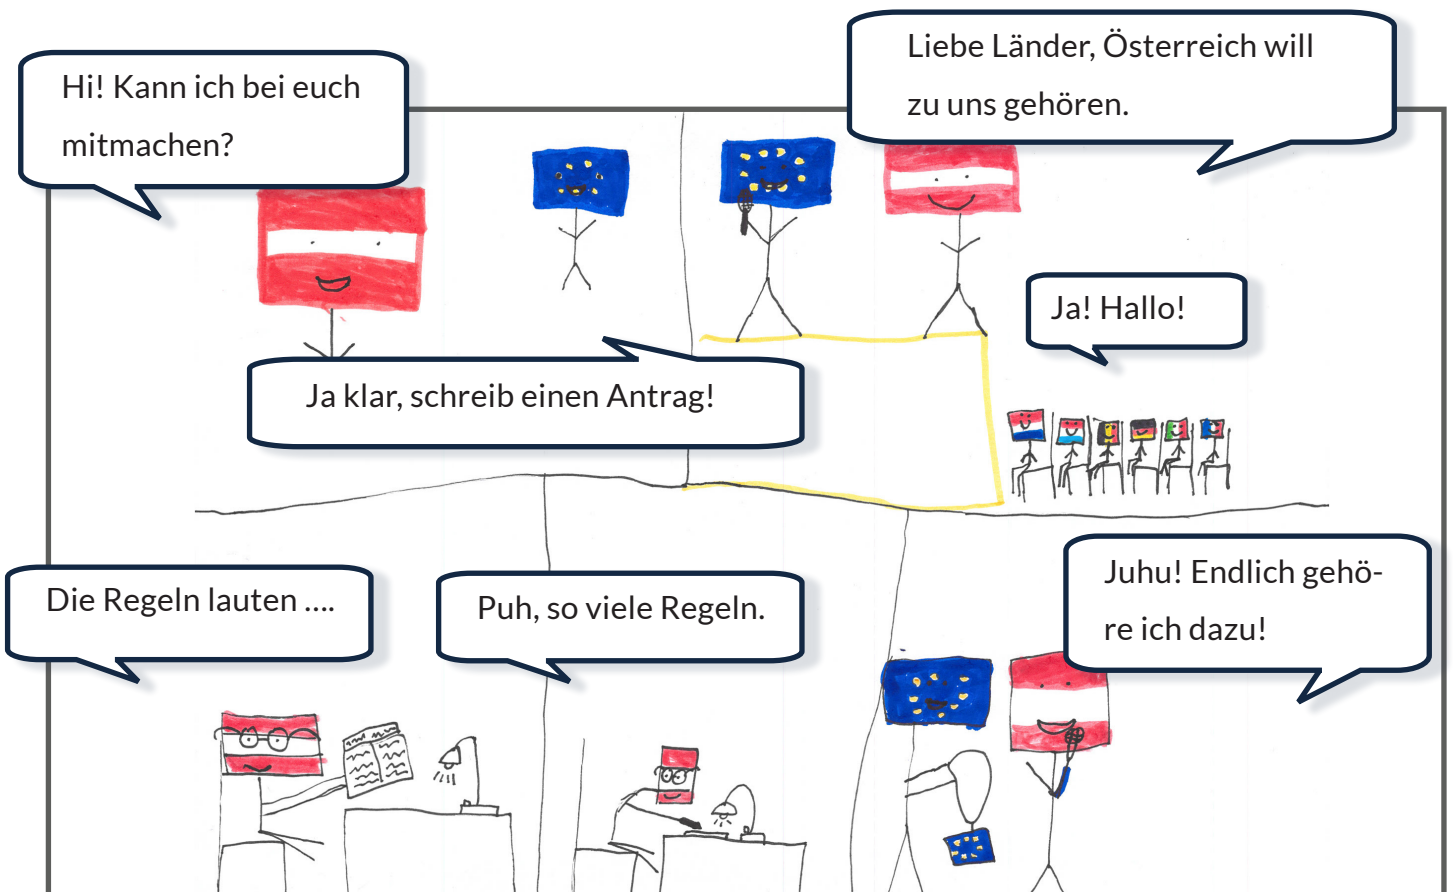 Hi! Kann ich bei euch
mitmachen?
Ja klar, schreib einen Antrag!
Liebe Länder, Österreich will
zu uns gehören.
Ja! Hallo!
Die Regeln lauten ....
Puh, so viele Regeln.
Juhu! Endlich gehö-
re ich dazu!